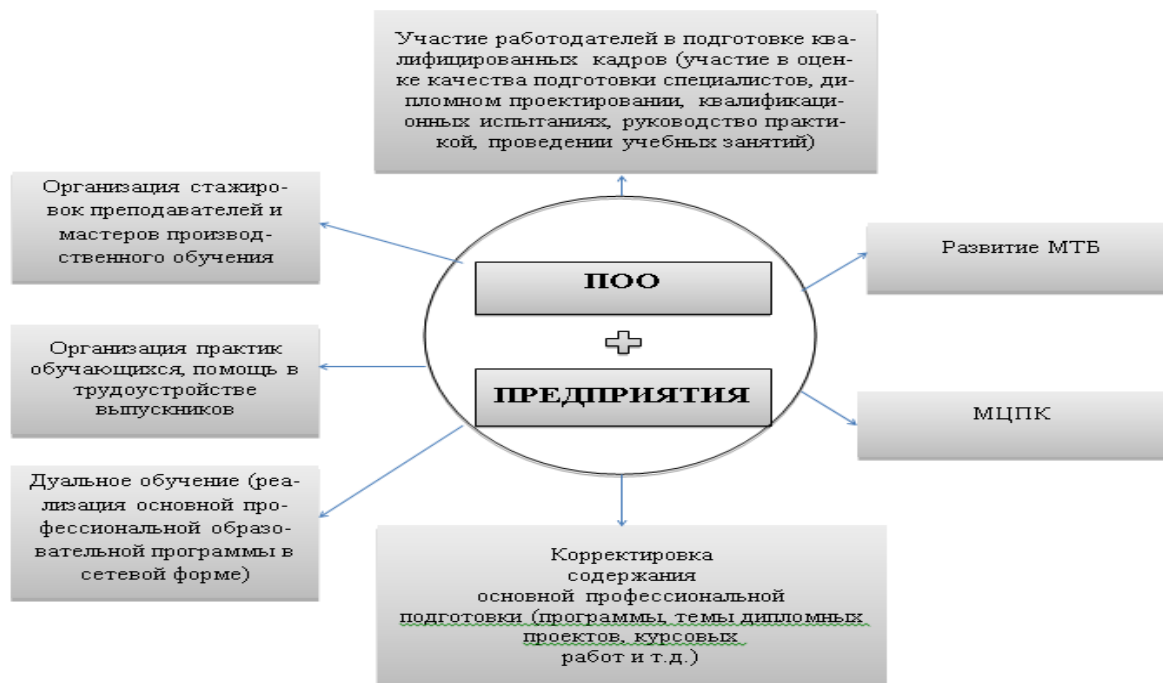 Участие работодателей в подготовке ква-
лифицированных кадров (участие в оцен-
ке качества подготовки специалистов, ди-
пломном проектировании, квалификаци-
онных испытаниях, руководство практи-
кой, проведении учебных занятий)
Организация стажиро-
вок преподавателей и
мастеров производ-
ственного обучения
ПОО
Развитие МТБ
Организация практик
обучающихся, помощь в
трудоустройстве
выпускников
ПРЕДПРИЯТИЯ
МЦПК
Дуальное обучение (реа-
лизация основной про-
фессиональной образо-
вательной программы в
сетевой форме)
Корректировка
содержания
основной профессиональной
подготовки (программы, темы дипломных
проектов, курсовых
работ и т.д.)